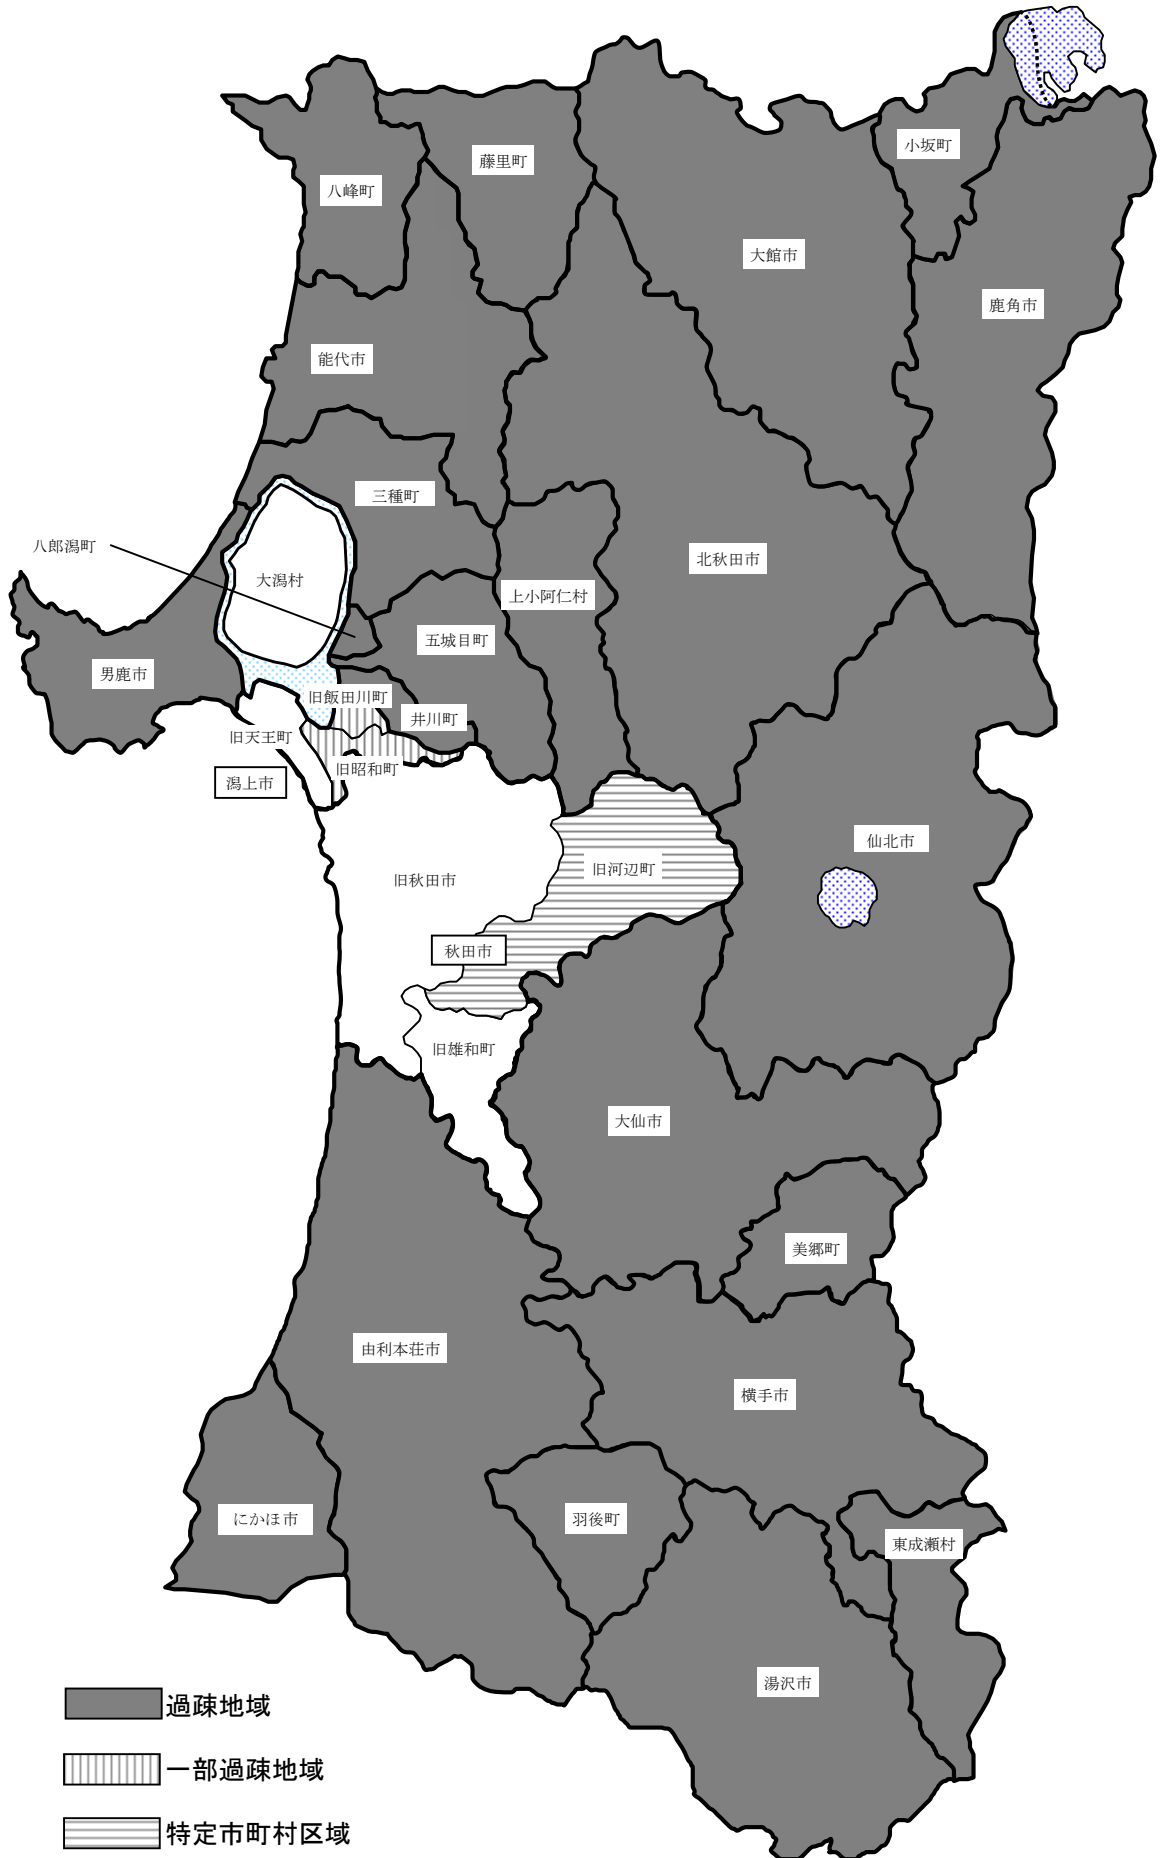 小坂町
藤里町
八峰町
大館市
鹿角市
能代市
三種町
八郎潟町
北秋田市
大潟村
上小阿仁村
五城目町
男鹿市
旧飯田川町
井川町
旧天王町
旧昭和町
潟上市
仙北市
旧河辺町
旧秋田市
秋田市
旧雄和町
大仙市
美郷町
由利本荘市
横手市
にかほ市
羽後町
東成瀬村
湯沢市
過疎地域
一部過疎地域
特定市町村区域